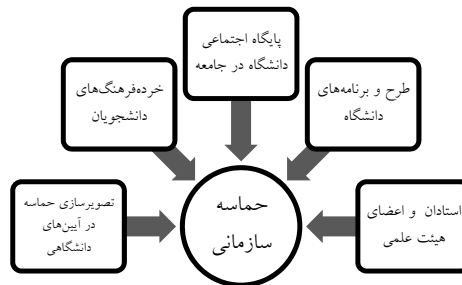 پایگاه اجتماعی
دانشگاه در جامعه
طرح و برنامه‌های
دانشگاه
خرده‌فرهنگ‌های
دانشجویان
استادان و اعضای
هیئت علمی
حماسه
سازمانی
تصویرسازی حماسه
در آیین‌های
دانشگاهی